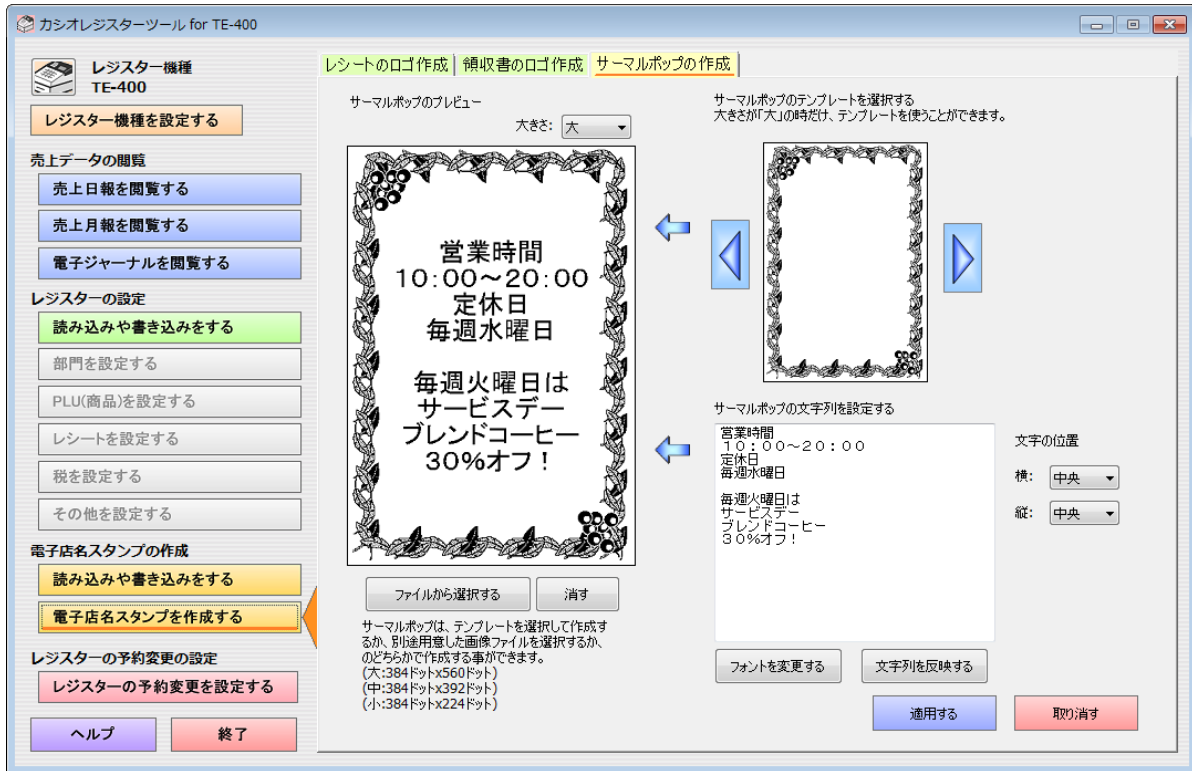 カシオレジスターツール for TE-400
レジスター機種
TE-400
レジスター機種を設定する
売上データの閲覧
売上日報を閲覧する
売上月報を閲覧する
電子ジャーナルを閲覧する
レジスターの設定
読み込みや書き込みをする
部門を設定する
PLU(商品)を設定する
レシートを設定する
税を設定する
その他を設定する
電子店名スタンプの作成
読み込みや書き込みをする
電子店名スタンプを作成する
レジスターの予約変更の設定
レジスターの予約変更を設定する
ヘルプ
終了
レシートのロゴ作成
領収書のロゴ作成
サーマルポップの作成
サーマルポップのプレビュー
大きさ:
大
営業時間
10:00～20:00
定休日
毎週水曜日
毎週火曜日は
サービスデー
ブレンドコーヒー
30%オフ！
ファイルから選択する
消す
サーマルポップは、テンプレートを選択して作成す
るか、別途用意した画像ファイルを選択するか、
のどちらかで作成する事ができます。
(大:384ドットx560ドット)
(中:384ドットx392ドット)
(小:384ドットx224ドット)
サーマルポップのテンプレートを選択する
大きさが「大」の時だけ、テンプレートを使うことができます。
サーマルポップの文字列を設定する
営業時間
１０：００～２０：００
定休日
毎週水曜日
毎週火曜日は
サービスデー
ブレンドコーヒー
３０％オフ！
文字の位置
横:
中央
縦:
中央
フォントを変更する
文字列を反映する
適用する
取り消す